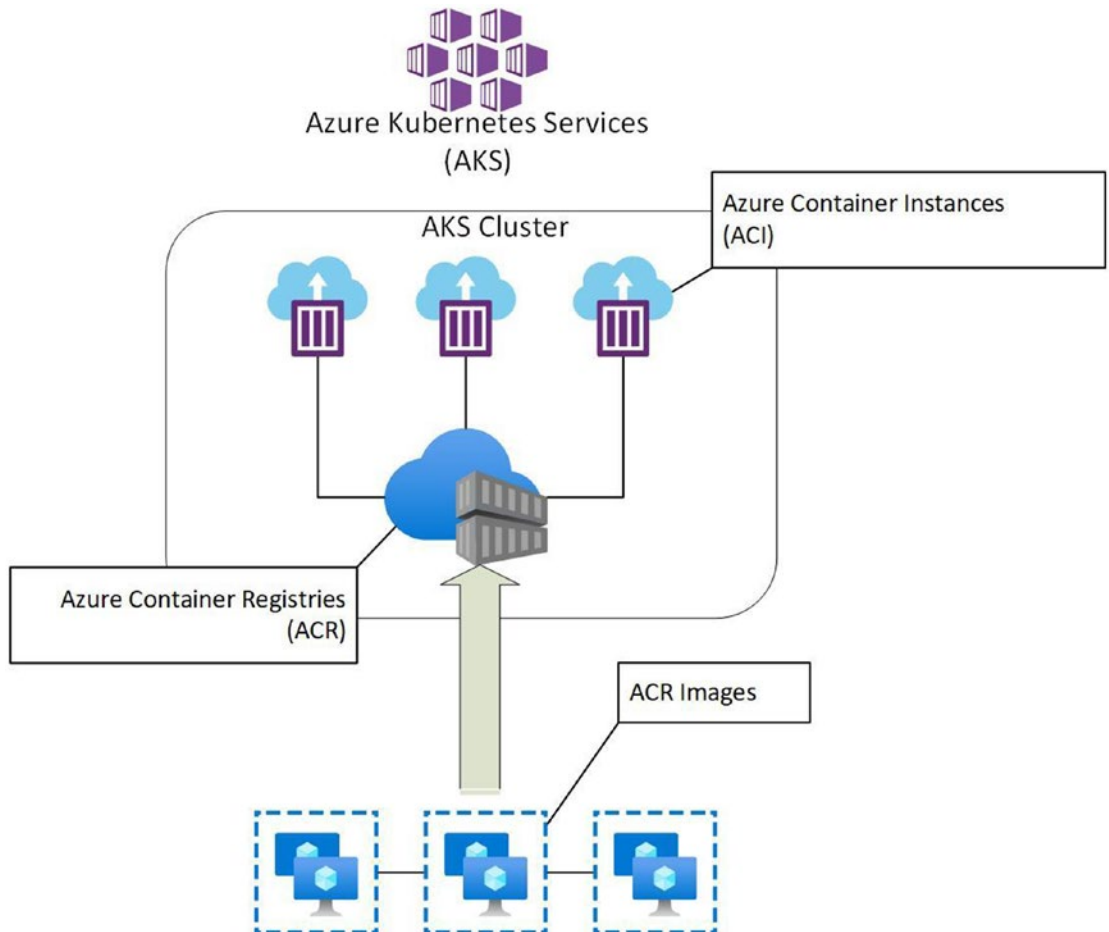 Azure Kubernetes Services
(AKS)
AKS Cluster
Azure Container Instances
(ACI)
Azure Container Registries
(ACR)
ACR Images